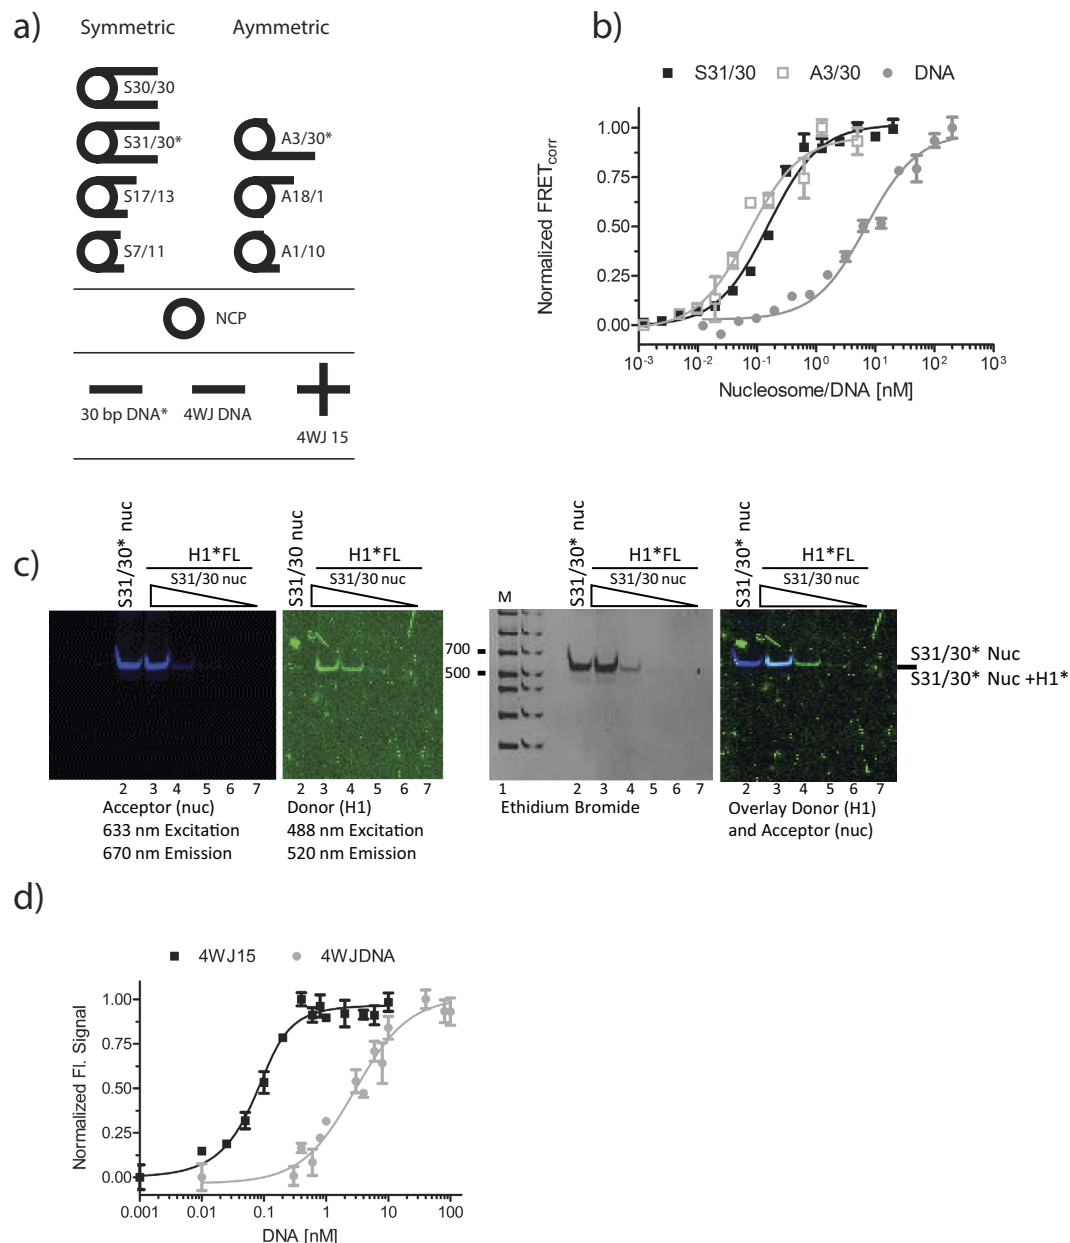 a)
Symmetric
Aymmetric
S30/30
S31/30*
S17/13
S7/11
A3/30*
A18/1
A1/10
NCP
30 bp DNA*
4WJ DNA
4WJ 15
b)
S31/30
A3/30
DNA
Normalized FRETcorr
1.00
0.75
0.50
0.25
0.00
10-3 10-2 10-1 100 101 102 103
Nucleosome/DNA [nM]
c)
S31/30* nuc
H1*FL
S31/30 nuc
2 3 4 5 6 7
Acceptor (nuc)
633 nm Excitation
670 nm Emission
S31/30 nuc
H1*FL
S31/30 nuc
2 3 4 5 6 7
Donor (H1)
488 nm Excitation
520 nm Emission
700
500
M
S31/30* nuc
H1*FL
S31/30 nuc
1 2 3 4 5 6 7
Ethidium Bromide
S31/30* nuc
H1*FL
S31/30 nuc
2 3 4 5 6 7
Overlay Donor (H1)
and Acceptor (nuc)
S31/30* Nuc
S31/30* Nuc +H1*
d)
4WJ15
4WJDNA
Normalized Fl. Signal
1.00
0.75
0.50
0.25
0.00
0.001 0.01 0.1 1 10 100
DNA [nM]